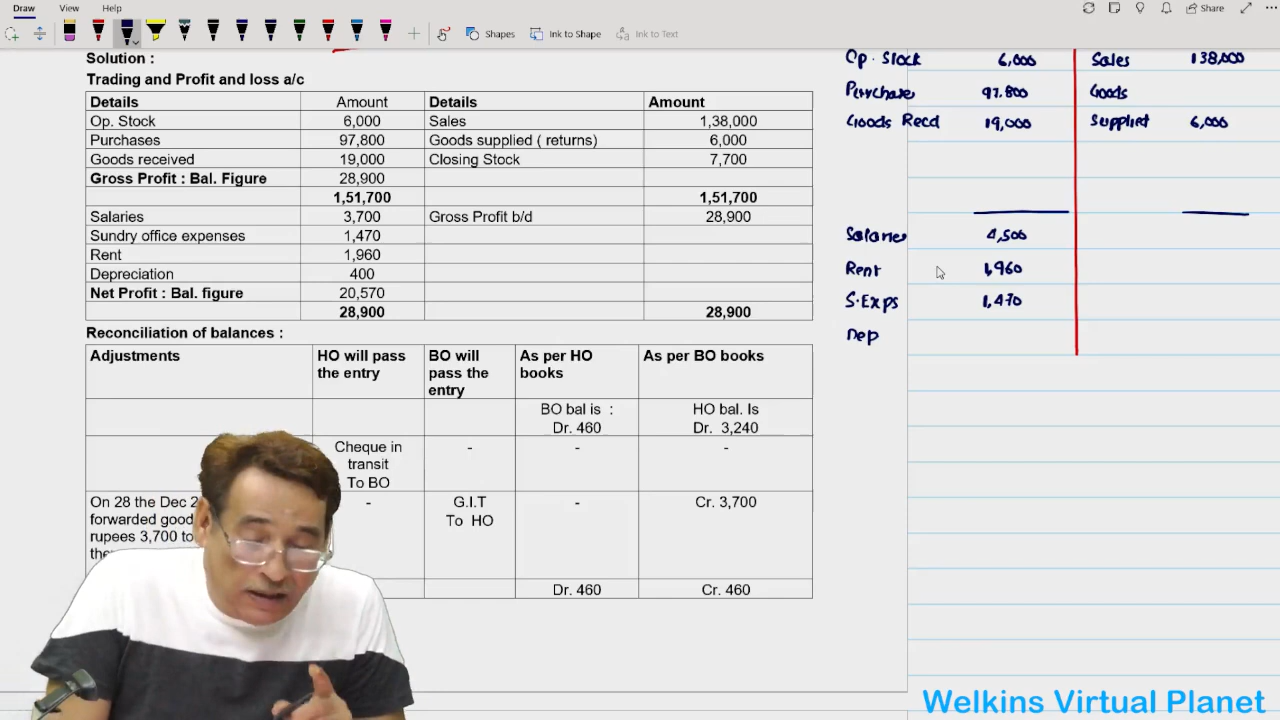 Draw View Help
Share
Shapes
Ink to Shape
Ink to Text
Solution :
Trading and Profit and loss a/c
Details Amount Details Amount
Op. Stock 6,000 Sales 1,38,000
Purchases 97,800 Goods supplied ( returns) 6,000
Goods received 19,000 Closing Stock 7,700
Gross Profit : Bal. Figure 28,900
1,51,700 1,51,700
Salaries 3,700 Gross Profit b/d 28,900
Sundry office expenses 1,470
Rent 1,960
Depreciation 400
Net Profit : Bal. figure 20,570
28,900 28,900
Reconciliation of balances :
Adjustments HO will pass the entry BO will pass the entry As per HO books As per BO books
BO bal is : Dr. 460 HO bal. Is Dr. 3,240
Cheque in transit To BO - - -
On 28 the Dec 2
forwarded good
rupees 3,700 to
the
- G.I.T To HO - Cr. 3,700
Dr. 460 Cr. 460
Op. Stock 6,000 Sales 138,000
Purchase 97,800 Goods
Goods Recd 19,000 Supplied 6,000
Salaries 4,500
Rent 1,960
S.Exps 1,470
Dep
Welkins Virtual Planet